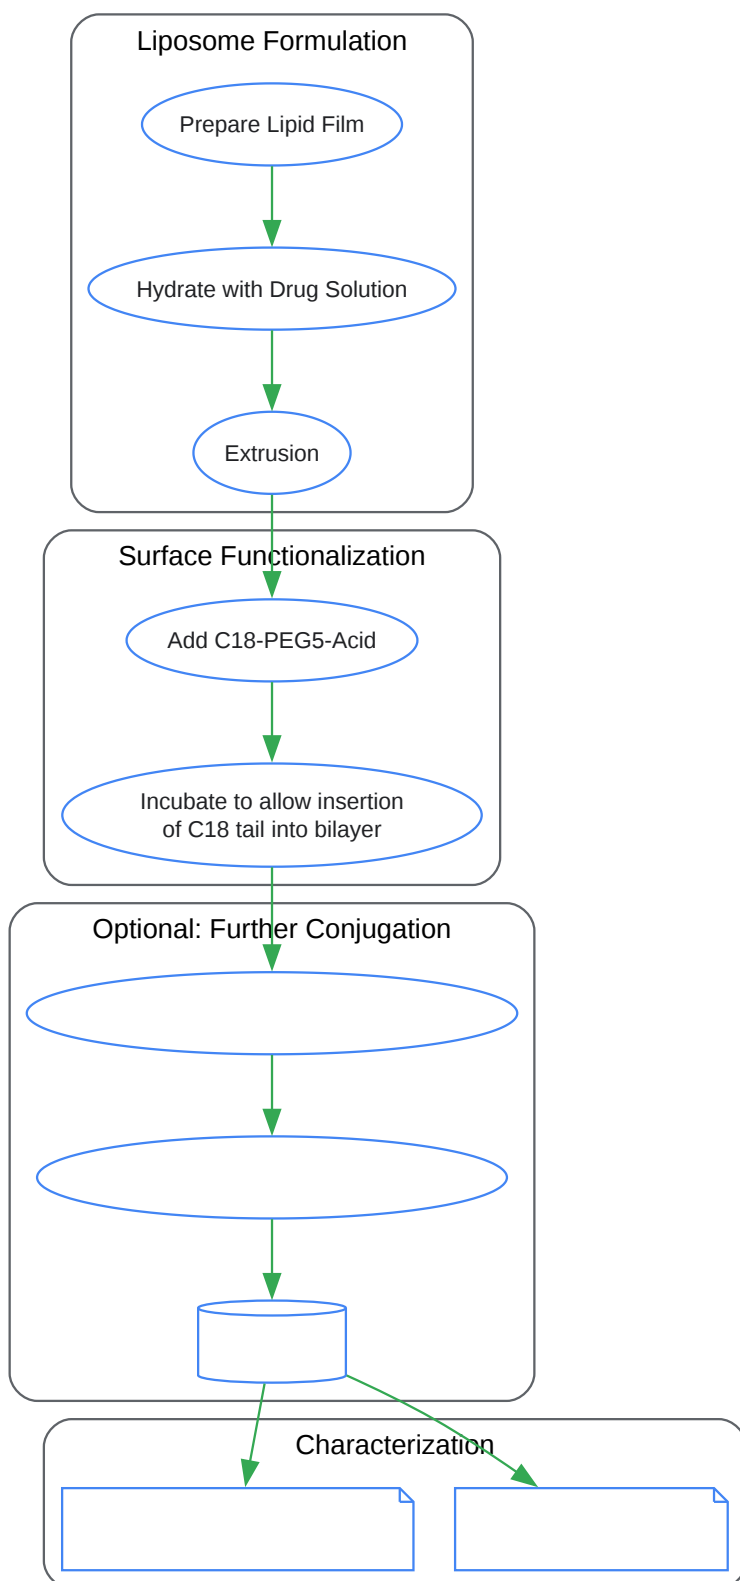 Liposome Formulation
Prepare Lipid Film
Hydrate with Drug Solution
Extrusion
Surface Functionalization
Add C18-PEG5-Acid
Incubate to allow insertion
of C18 tail into bilayer
Optional: Further Conjugation
Characterization